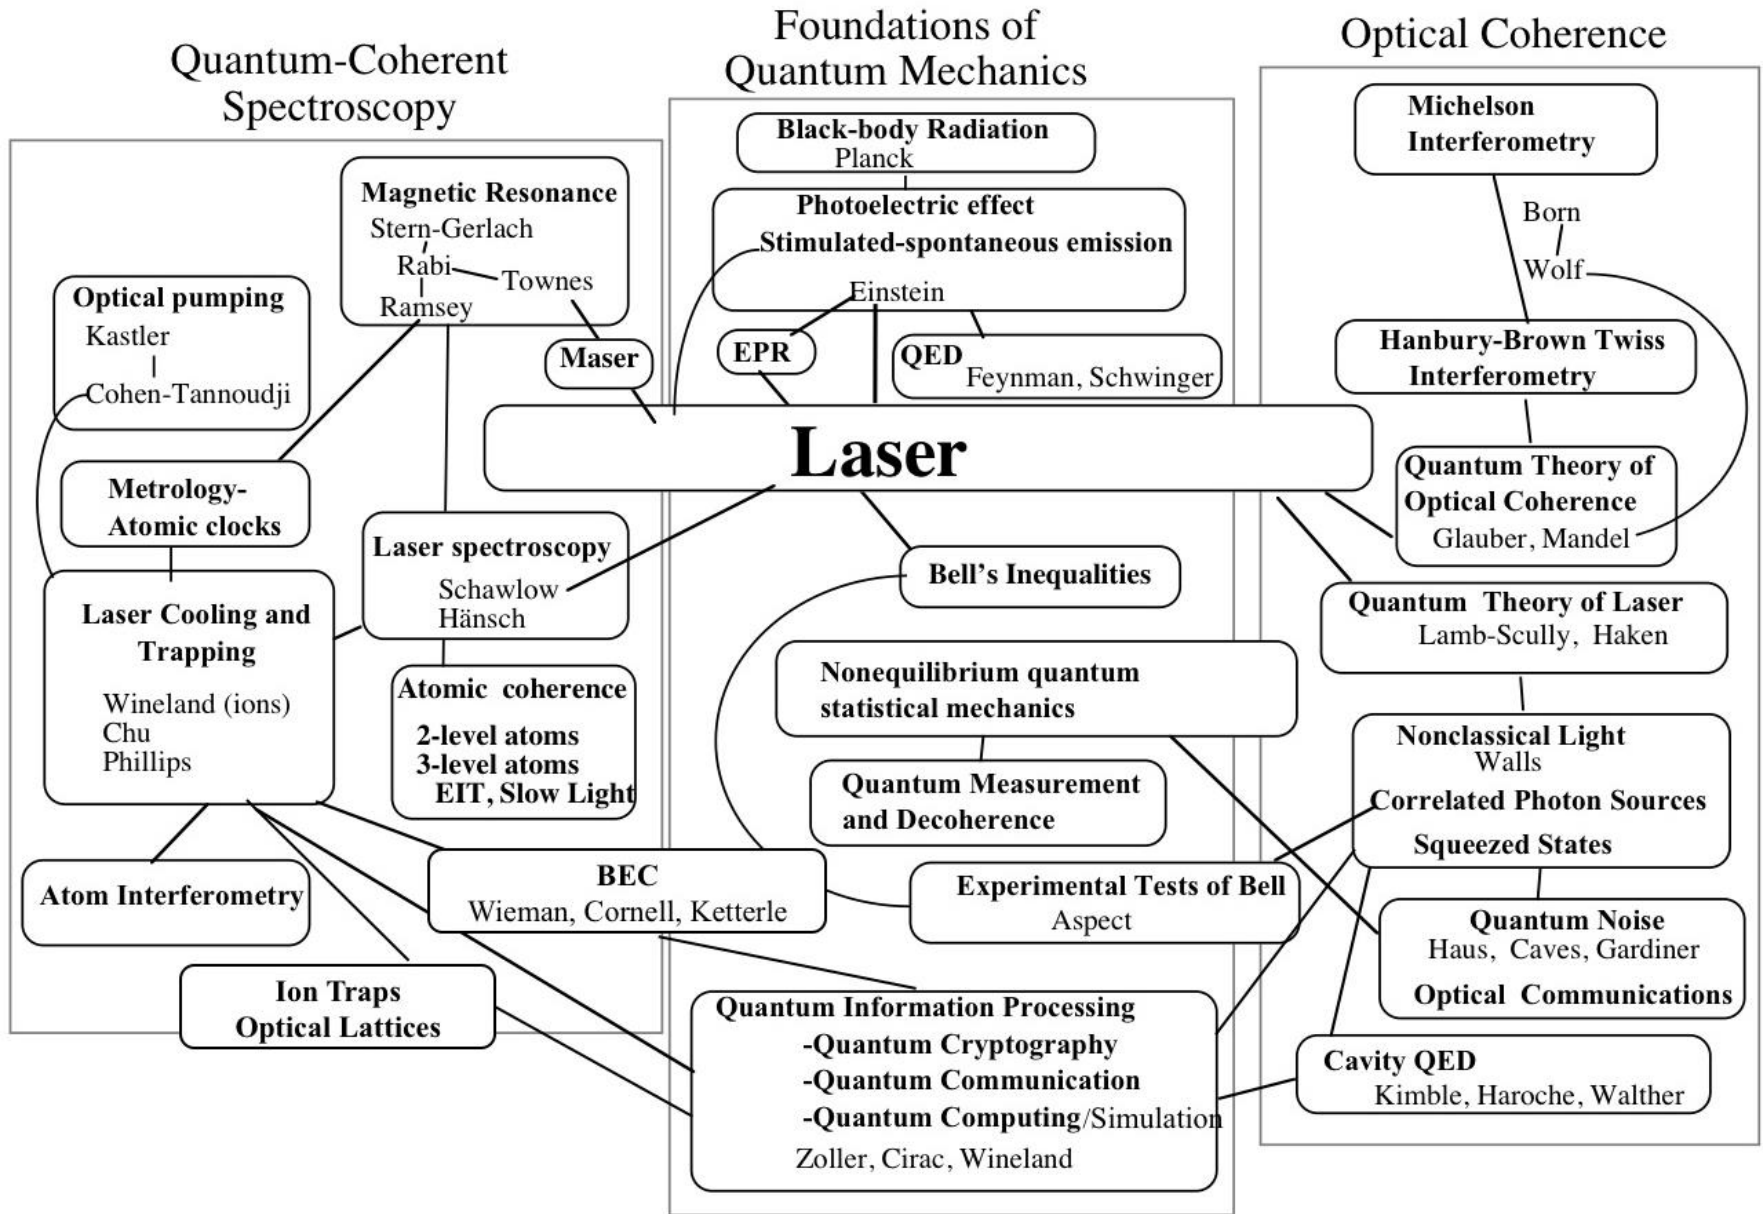 Quantum-Coherent
Spectroscopy
Foundations of
Quantum Mechanics
Optical Coherence
Magnetic Resonance
Stern-Gerlach
Rabi
Townes
Ramsey
Optical pumping
Kastler
Cohen-Tannoudji
Maser
Metrology-
Atomic clocks
Laser spectroscopy
Schawlow
Hänsch
Laser Cooling and
Trapping
Wineland (ions)
Chu
Phillips
Atomic coherence
2-level atoms
3-level atoms
EIT, Slow Light
Atom Interferometry
Ion Traps
Optical Lattices
BEC
Wieman, Cornell, Ketterle
Black-body Radiation
Planck
Photoelectric effect
Stimulated-spontaneous emission
Einstein
EPR
QED
Feynman, Schwinger
Laser
Bell's Inequalities
Nonequilibrium quantum
statistical mechanics
Quantum Measurement
and Decoherence
Experimental Tests of Bell
Aspect
Quantum Information Processing
-Quantum Cryptography
-Quantum Communication
-Quantum Computing/Simulation
Zoller, Cirac, Wineland
Michelson
Interferometry
Born
Wolf
Hanbury-Brown Twiss
Interferometry
Quantum Theory of
Optical Coherence
Glauber, Mandel
Quantum Theory of Laser
Lamb-Scully, Haken
Nonclassical Light
Walls
Correlated Photon Sources
Squeezed States
Quantum Noise
Haus, Caves, Gardiner
Optical Communications
Cavity QED
Kimble, Haroche, Walther